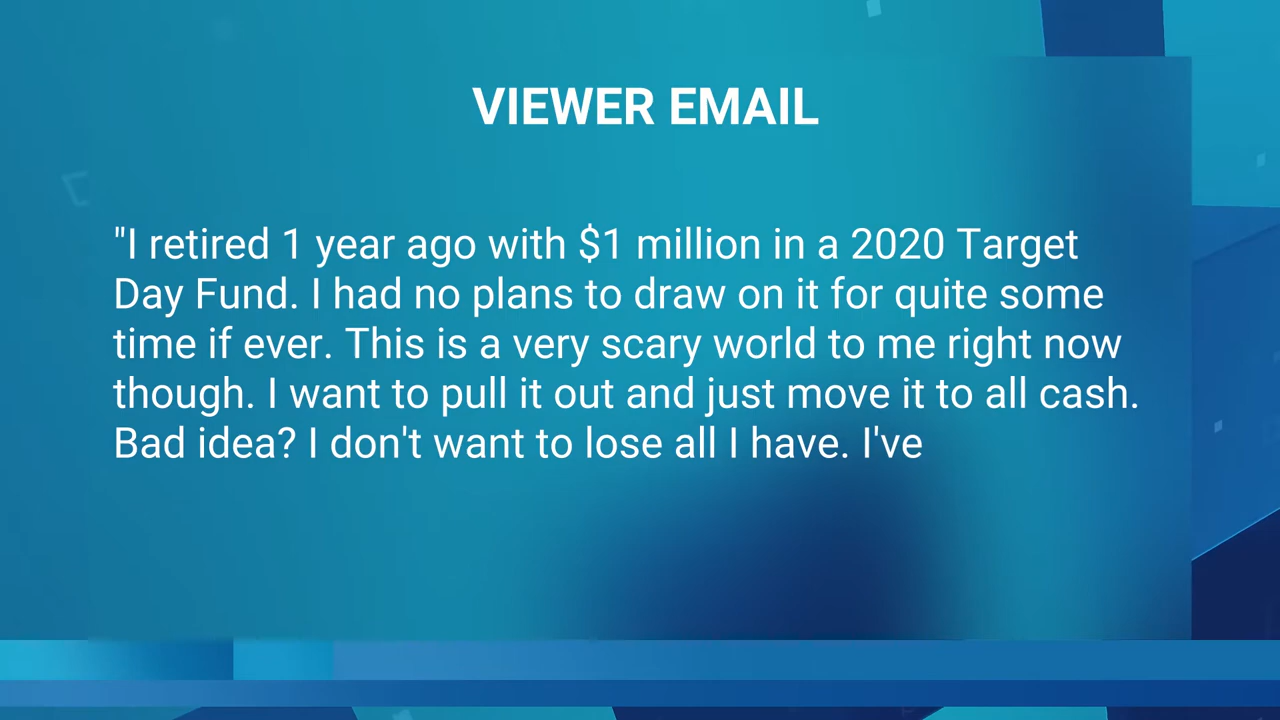 VIEWER EMAIL
"I retired 1 year ago with $1 million in a 2020 Target
Day Fund. I had no plans to draw on it for quite some
time if ever. This is a very scary world to me right now
though. I want to pull it out and just move it to all cash.
Bad idea? I don't want to lose all I have. I've